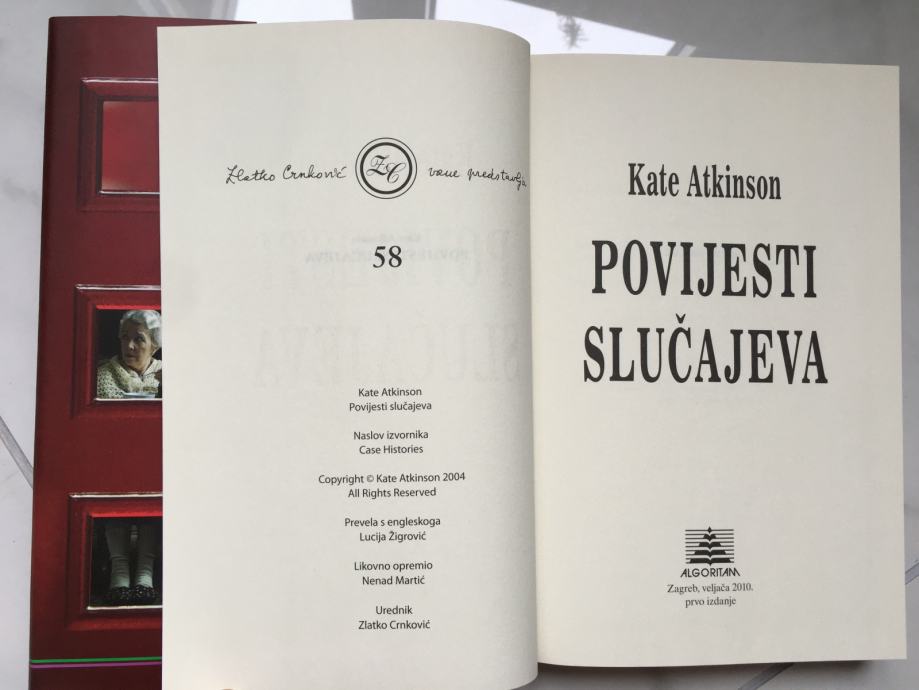 Zlatko Crnković ZC vam predstavlja
58
Kate Atkinson
Povijesti slučajeva
Naslov izvornika
Case Histories
Copyright © Kate Atkinson 2004
All Rights Reserved
Prevela s engleskoga
Lucija Žigrović
Likovno opremio
Nenad Martić
Urednik
Zlatko Crnković
Kate Atkinson
POVIJESTI
SLUČAJEVA
ALGORITAM
Zagreb, veljača 2010.
prvo izdanje